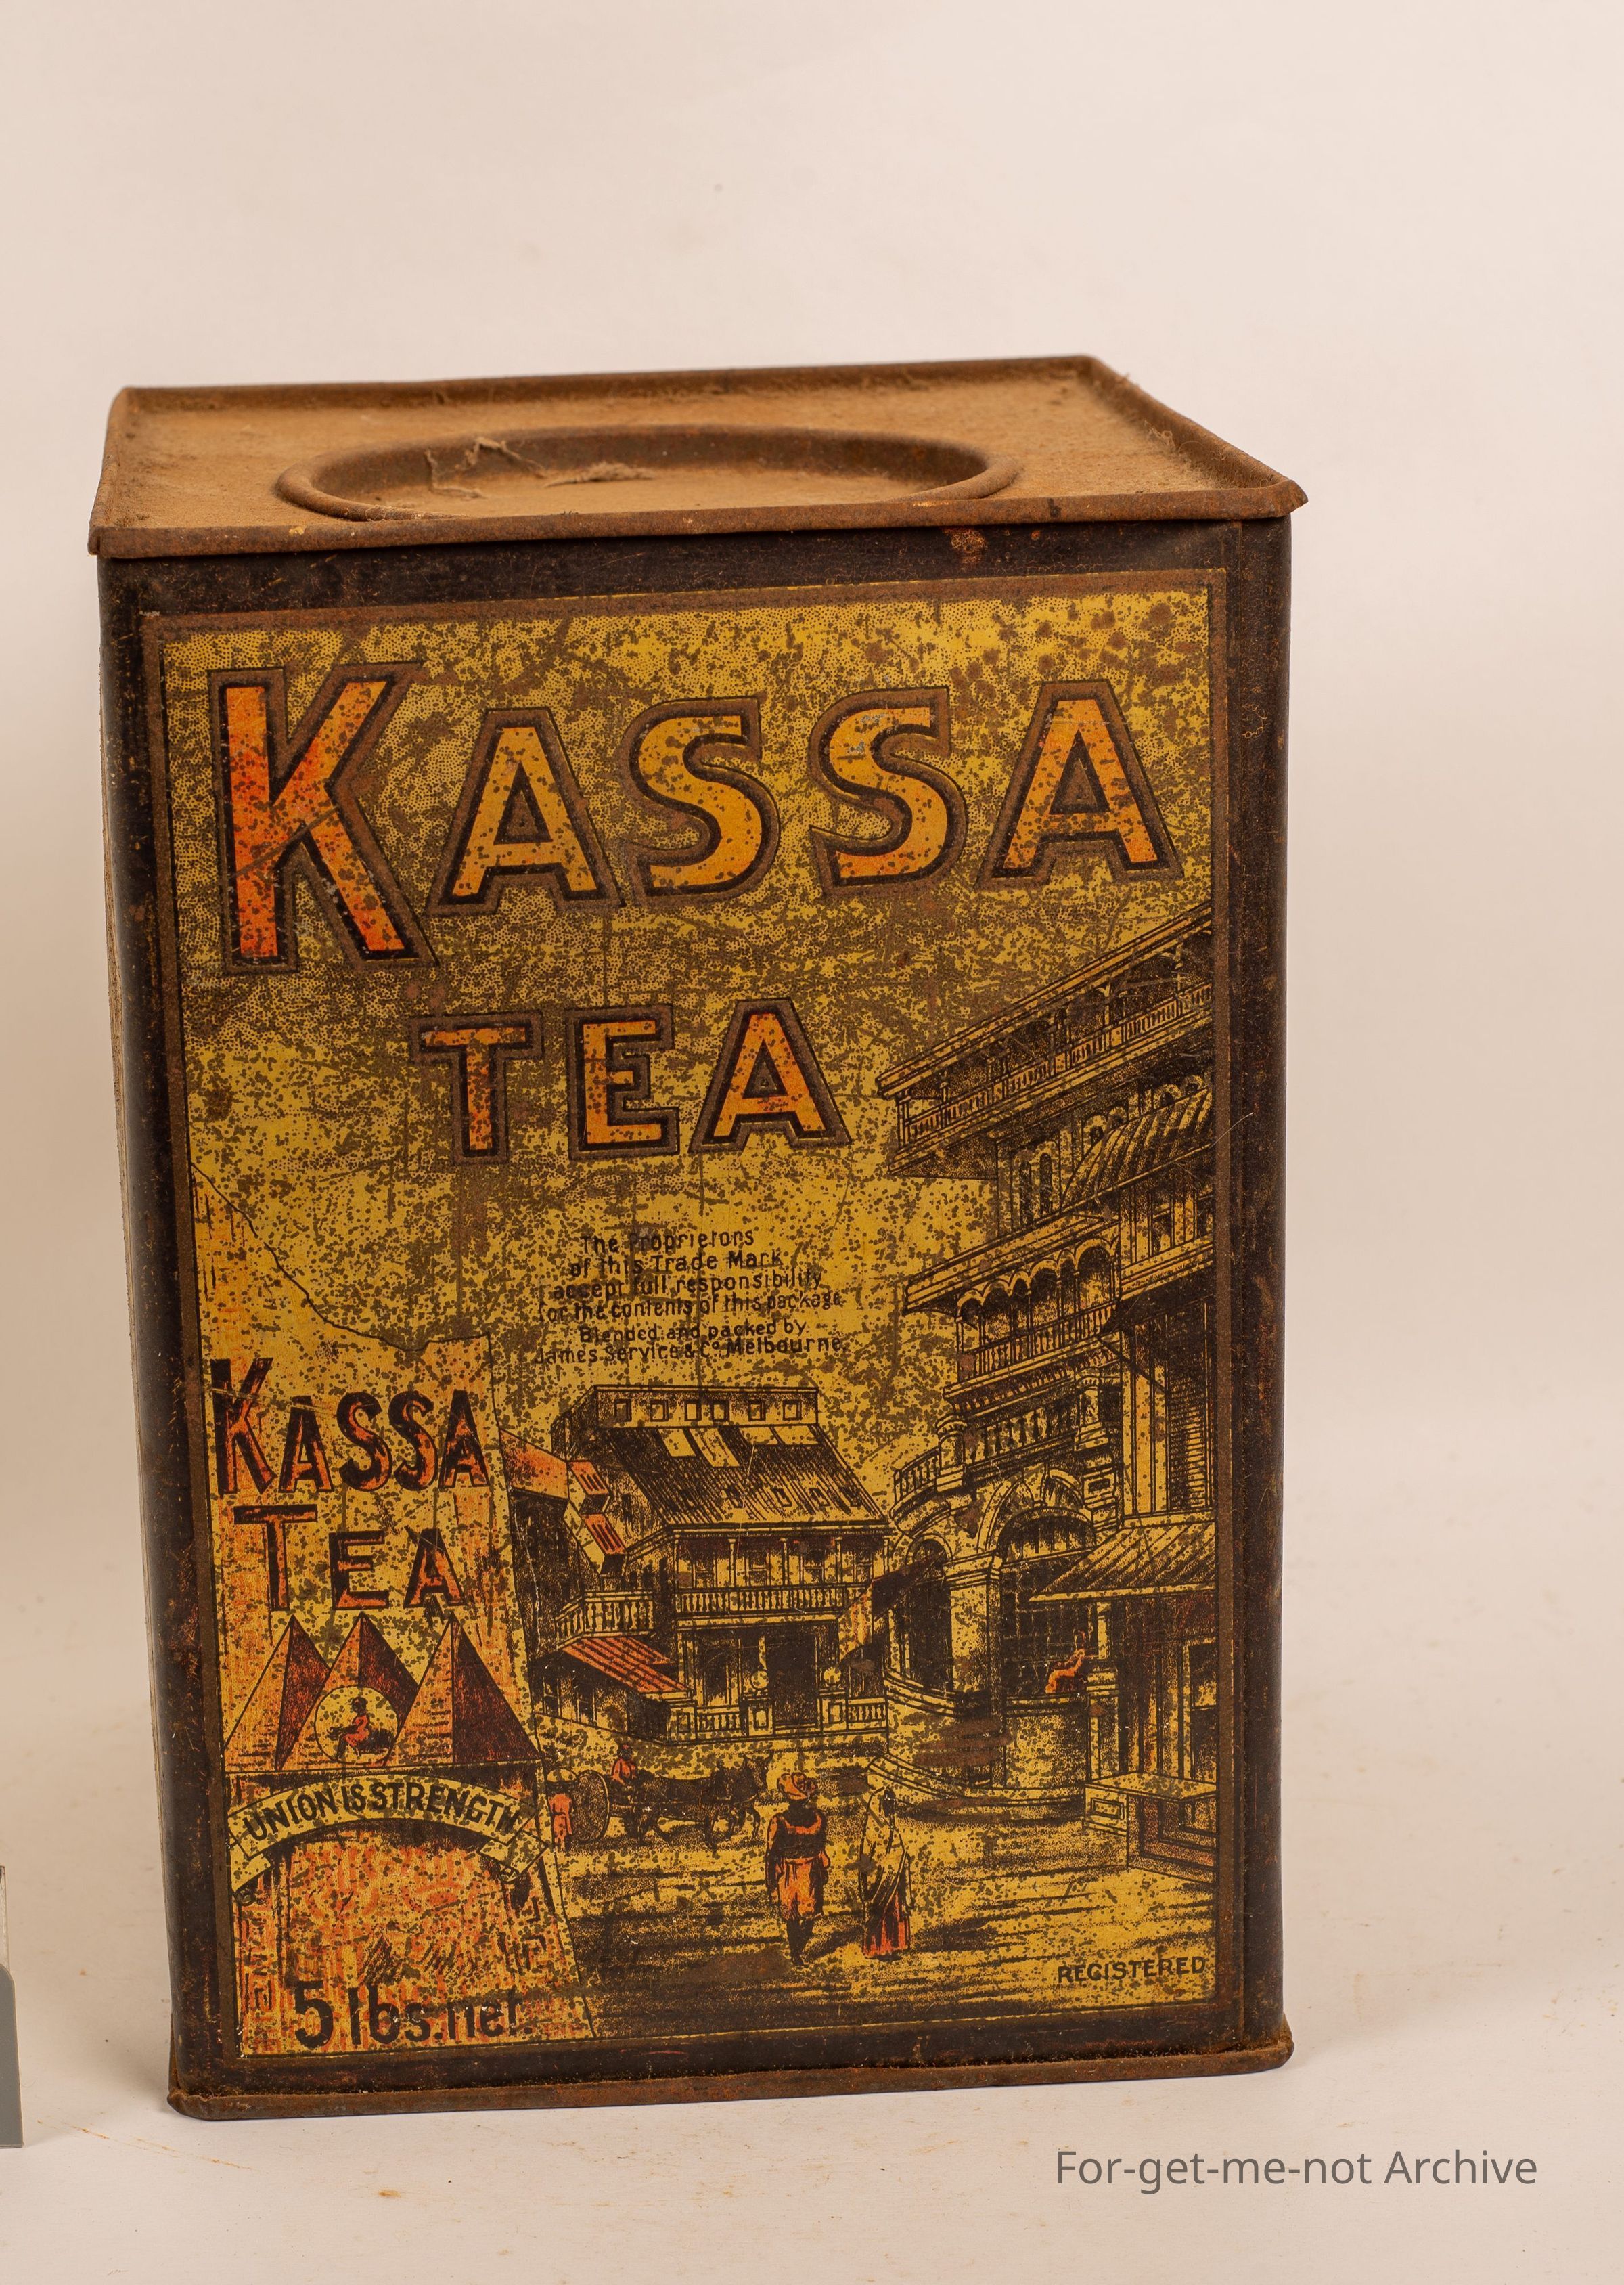 KASSA
TEA
The Proprietors
of this Trade Mark
accept full responsibility
for the contents of this package
Blended and packed by
James Service & Co. Melbourne.
KASSA
TEA
UNION IS STRENGTH
5 lbs. net
REGISTERED
For-get-me-not Archive